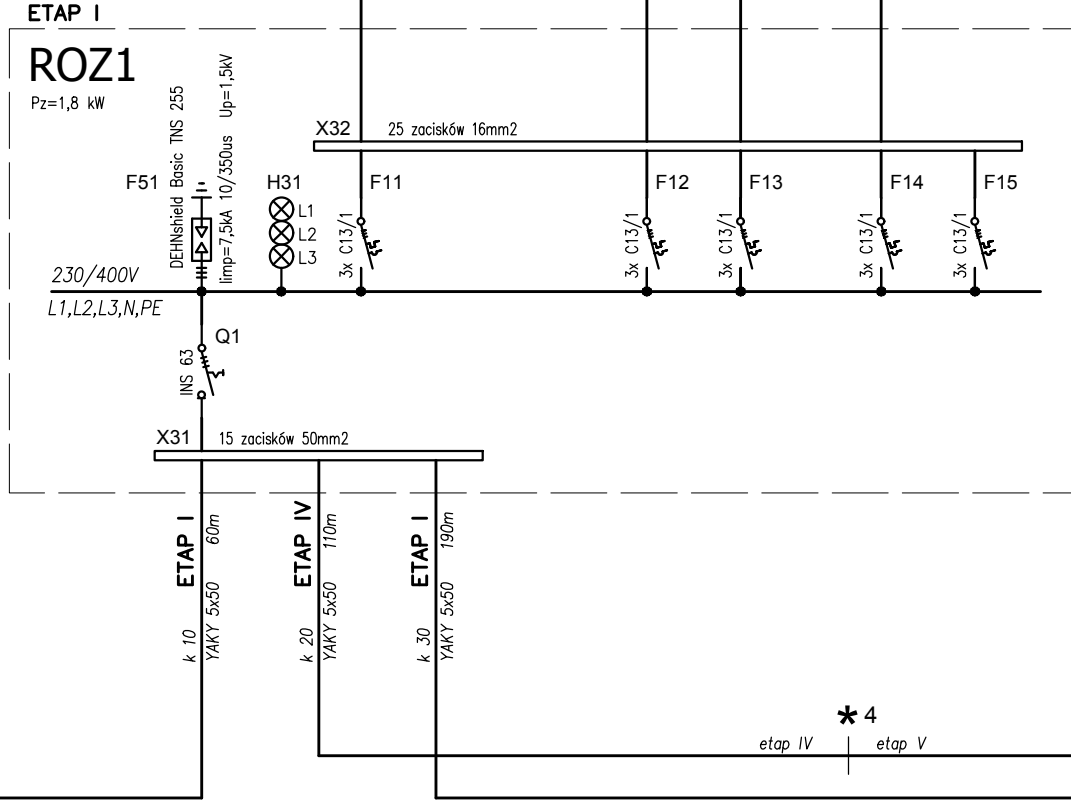 ETAP I
ROZ1
Pz=1,8 kW
DEHNshield Basic TNS 255
Iimp=7,5kA 10/350us Up=1,5kV
X32
25 zacisków 16mm2
F51
H31
L1
L2
L3
F11
F12
F13
F14
F15
3x C13/1
3x C13/1
3x C13/1
3x C13/1
3x C13/1
230/400V
L1,L2,L3,N,PE
Q1
INS 63
X31
15 zacisków 50mm2
ETAP I
60m
k 10
YAKY 5x50
ETAP IV
110m
k 20
YAKY 5x50
ETAP I
190m
k 30
YAKY 5x50
* 4
etap IV
etap V